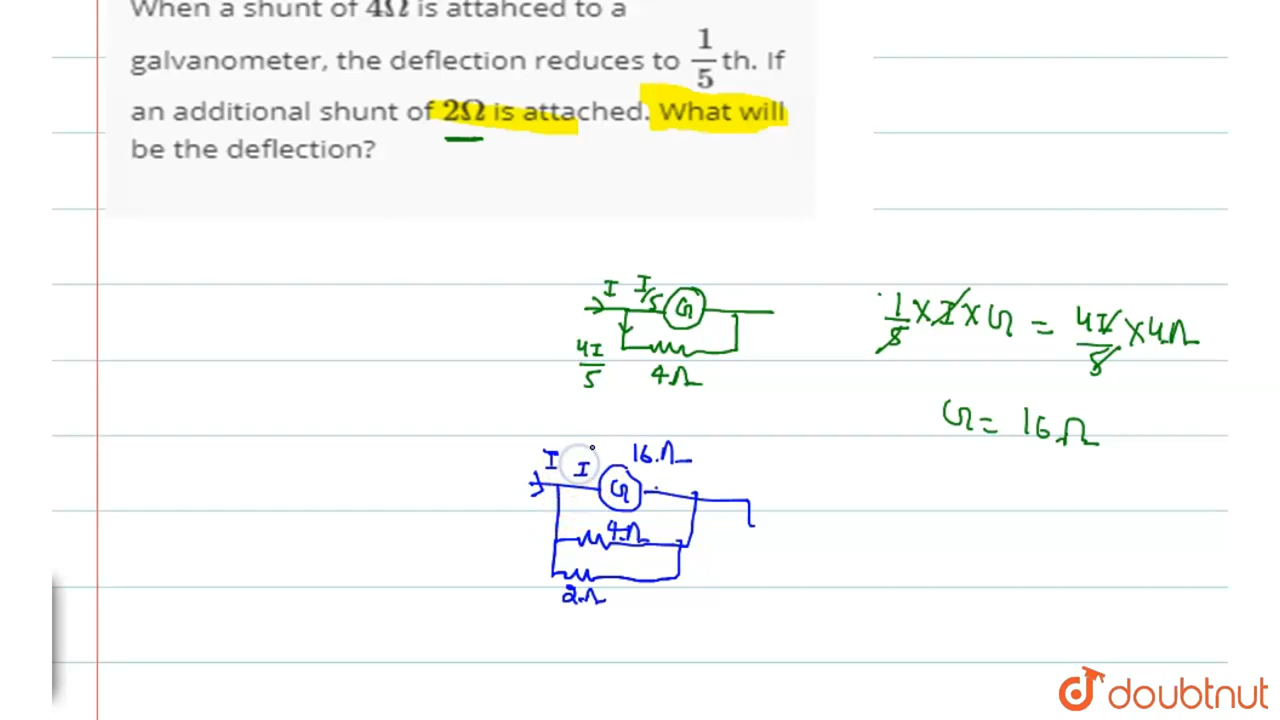 When a shunt of 4Ω is attahced to a
galvanometer, the deflection reduces to 1/5 th. If
an additional shunt of 2Ω is attached. What will
be the deflection?
I I/5 G
4I/5 4Ω
1/5 × I × G = 4I/5 × 4Ω
G = 16Ω
I I G 16Ω
4Ω
2Ω
doubtnut